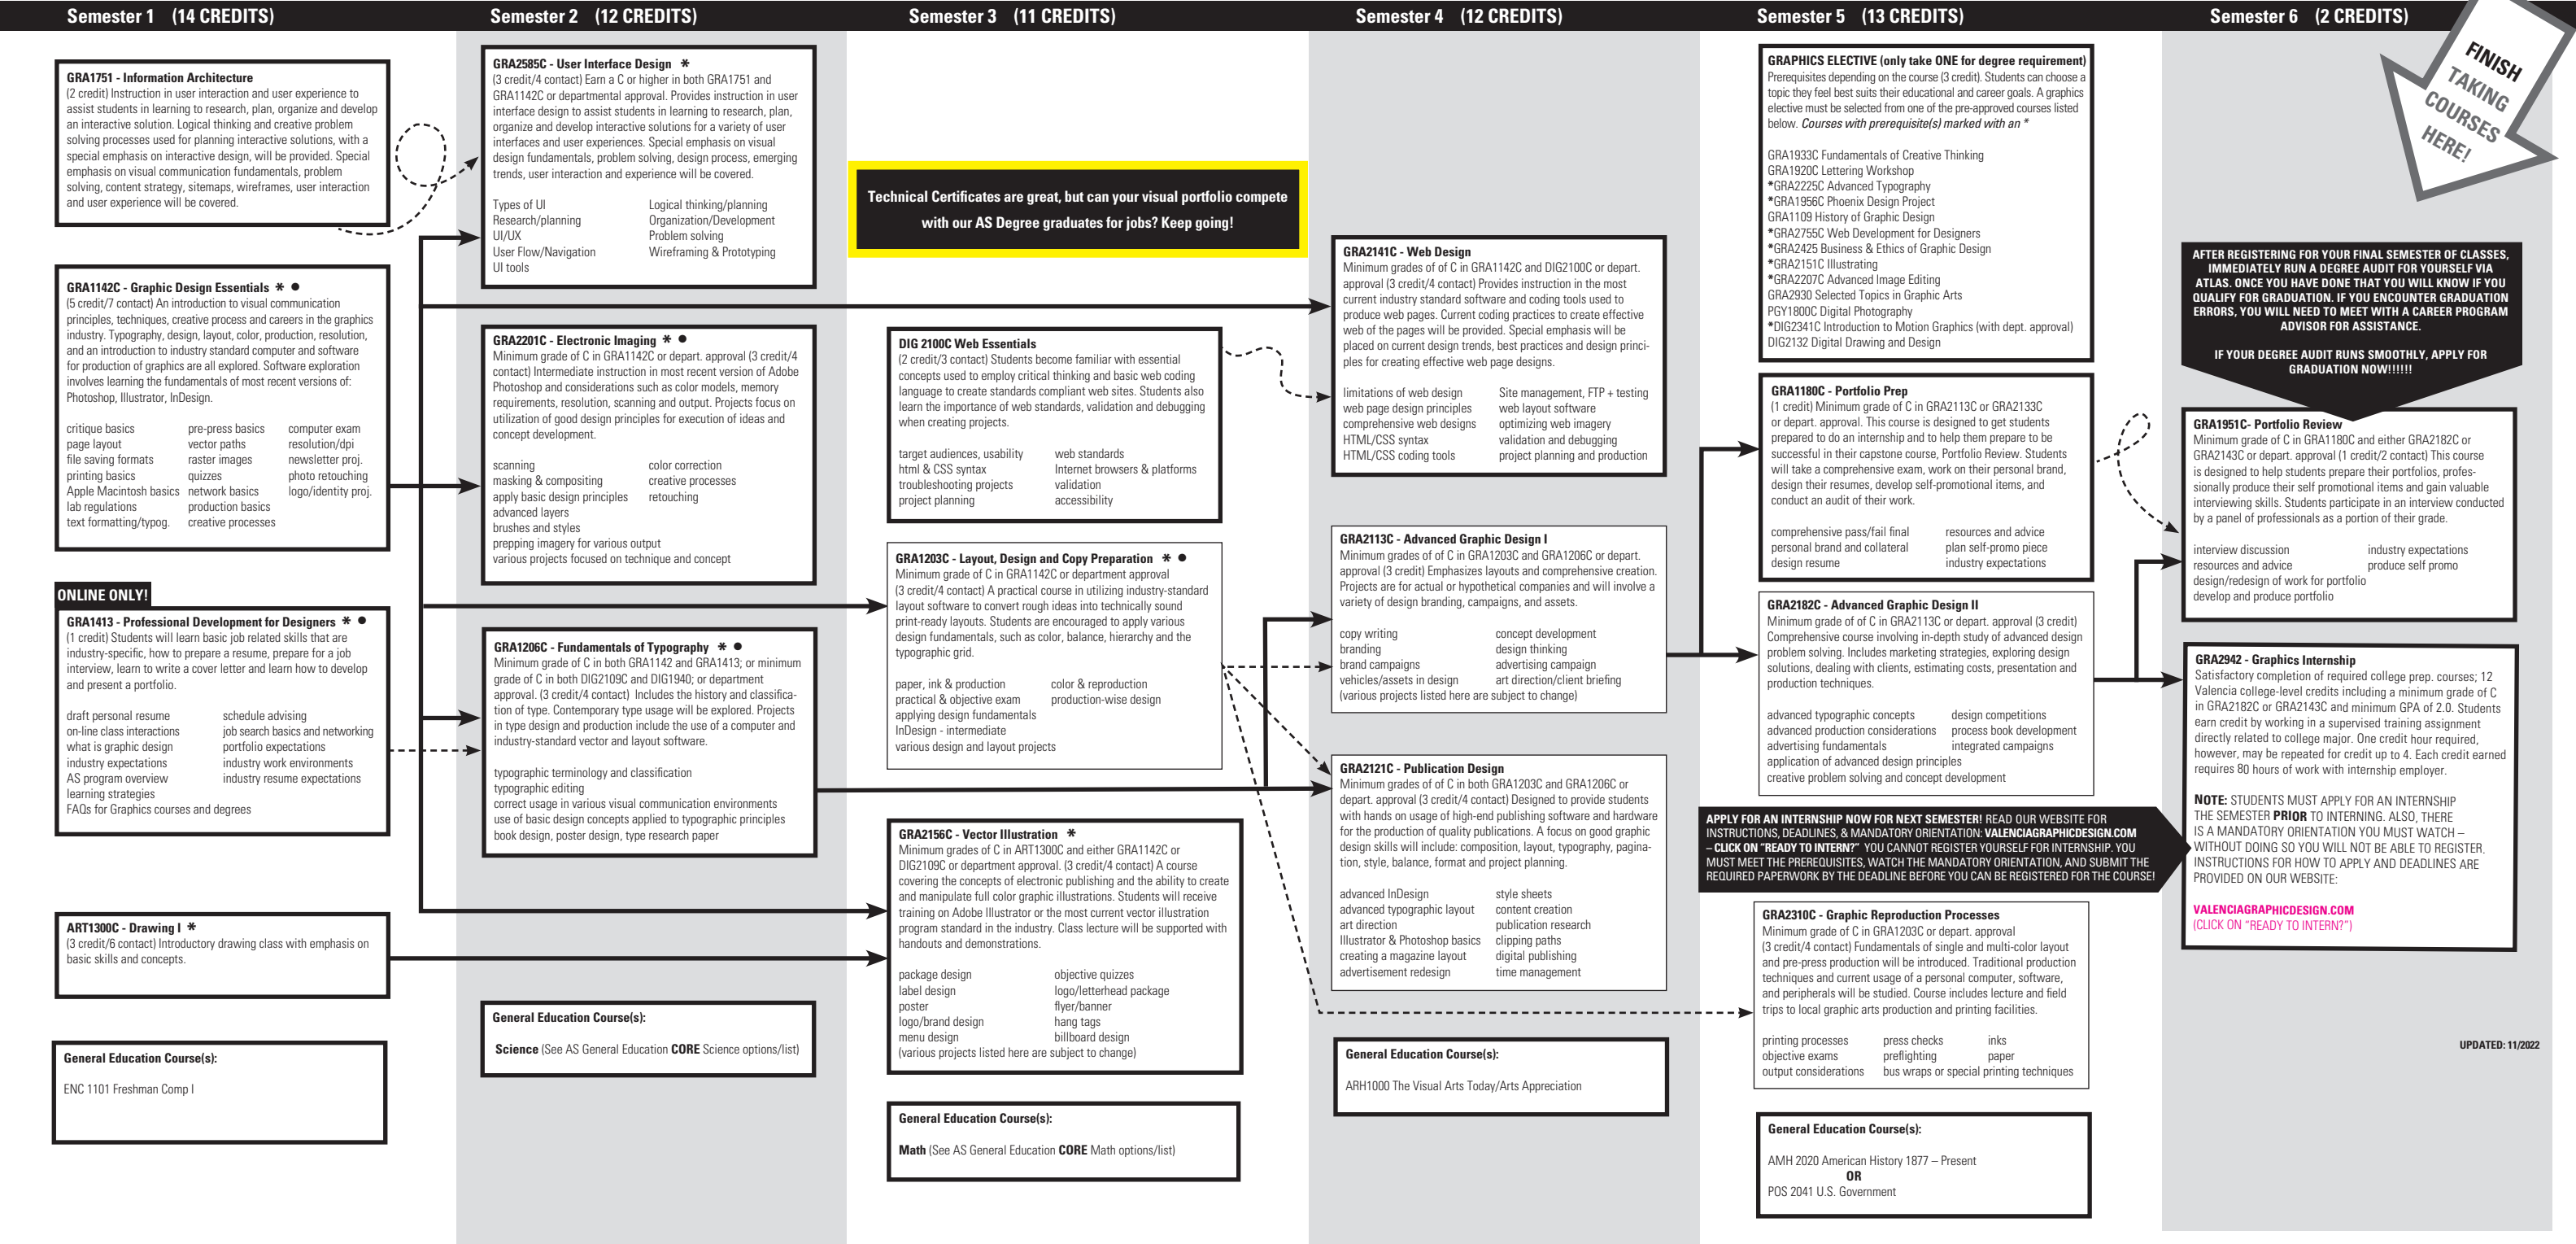 Semester 1 (14 CREDITS)
GRA1751 - Information Architecture
(2 credit) Instruction in user interaction and user experience to
assist students in learning to research, plan, organize and develop
an interactive solution. Logical thinking and creative problem
solving processes used for planning interactive solutions, with a
special emphasis on interactive design, will be provided. Special
emphasis on visual communication fundamentals, problem
solving, content strategy, sitemaps, wireframes, user interaction
and user experience will be covered.
GRA1142C - Graphic Design Essentials * ●
(5 credit/7 contact) An introduction to visual communication
principles, techniques, creative process and careers in the graphics
industry. Typography, design, layout, color, production, resolution,
and an introduction to industry standard computer and software
for production of graphics are all explored. Software exploration
involves learning the fundamentals of most recent versions of:
Photoshop, Illustrator, InDesign.
critique basics
page layout
file saving formats
printing basics
Apple Macintosh basics
lab regulations
text formatting/typog.
pre-press basics
vector paths
raster images
quizzes
network basics
production basics
creative processes
computer exam
resolution/dpi
newsletter proj.
photo retouching
logo/identity proj.
ONLINE ONLY!
GRA1413 - Professional Development for Designers * ●
(1 credit) Students will learn basic job related skills that are
industry-specific, how to prepare a resume, prepare for a job
interview, learn to write a cover letter and learn how to develop
and present a portfolio.
draft personal resume
on-line class interactions
what is graphic design
industry expectations
AS program overview
learning strategies
FAQs for Graphics courses and degrees
schedule advising
job search basics and networking
portfolio expectations
industry work environments
industry resume expectations
ART1300C - Drawing I *
(3 credit/6 contact) Introductory drawing class with emphasis on
basic skills and concepts.
General Education Course(s):
ENC 1101 Freshman Comp I
Semester 2 (12 CREDITS)
GRA2585C - User Interface Design *
(3 credit/4 contact) Earn a C or higher in both GRA1751 and
GRA1142C or departmental approval. Provides instruction in user
interface design to assist students in learning to research, plan,
organize and develop interactive solutions for a variety of user
interfaces and user experiences. Special emphasis on visual
design fundamentals, problem solving, design process, emerging
trends, user interaction and experience will be covered.
Types of UI
Research/planning
UI/UX
User Flow/Navigation
UI tools
Logical thinking/planning
Organization/Development
Problem solving
Wireframing & Prototyping
GRA2201C - Electronic Imaging * ●
Minimum grade of C in GRA1142C or depart. approval (3 credit/4
contact) Intermediate instruction in most recent version of Adobe
Photoshop and considerations such as color models, memory
requirements, resolution, scanning and output. Projects focus on
utilization of good design principles for execution of ideas and
concept development.
scanning
masking & compositing
apply basic design principles
advanced layers
brushes and styles
prepping imagery for various output
various projects focused on technique and concept
color correction
creative processes
retouching
GRA1206C - Fundamentals of Typography * ●
Minimum grade of C in both GRA1142 and GRA1413; or minimum
grade of C in both DIG2109C and DIG1940; or department
approval. (3 credit/4 contact) Includes the history and classifica-
tion of type. Contemporary type usage will be explored. Projects
in type design and production include the use of a computer and
industry-standard vector and layout software.
typographic terminology and classification
typographic editing
correct usage in various visual communication environments
use of basic design concepts applied to typographic principles
book design, poster design, type research paper
General Education Course(s):
Science (See AS General Education CORE Science options/list)
Semester 3 (11 CREDITS)
Technical Certificates are great, but can your visual portfolio compete
with our AS Degree graduates for jobs? Keep going!
DIG 2100C Web Essentials
(2 credit/3 contact) Students become familiar with essential
concepts used to employ critical thinking and basic web coding
language to create standards compliant web sites. Students also
learn the importance of web standards, validation and debugging
when creating projects.
target audiences, usability
html & CSS syntax
troubleshooting projects
project planning
web standards
Internet browsers & platforms
validation
accessibility
GRA1203C - Layout, Design and Copy Preparation * ●
Minimum grade of C in GRA1142C or department approval
(3 credit/4 contact) A practical course in utilizing industry-standard
layout software to convert rough ideas into technically sound
print-ready layouts. Students are encouraged to apply various
design fundamentals, such as color, balance, hierarchy and the
typographic grid.
paper, ink & production
practical & objective exam
applying design fundamentals
InDesign - intermediate
various design and layout projects
color & reproduction
production-wise design
GRA2156C - Vector Illustration *
Minimum grades of C in ART1300C and either GRA1142C or
DIG2109C or department approval. (3 credit/4 contact) A course
covering the concepts of electronic publishing and the ability to create
and manipulate full color graphic illustrations. Students will receive
training on Adobe Illustrator or the most current vector illustration
program standard in the industry. Class lecture will be supported with
handouts and demonstrations.
package design
label design
poster
logo/brand design
menu design
(various projects listed here are subject to change)
objective quizzes
logo/letterhead package
flyer/banner
hang tags
billboard design
General Education Course(s):
Math (See AS General Education CORE Math options/list)
Semester 4 (12 CREDITS)
GRA2141C - Web Design
Minimum grades of of C in GRA1142C and DIG2100C or depart.
approval (3 credit/4 contact) Provides instruction in the most
current industry standard software and coding tools used to
produce web pages. Current coding practices to create effective
web of the pages will be provided. Special emphasis will be
placed on current design trends, best practices and design princi-
ples for creating effective web page designs.
limitations of web design
web page design principles
comprehensive web designs
HTML/CSS syntax
HTML/CSS coding tools
Site management, FTP + testing
web layout software
optimizing web imagery
validation and debugging
project planning and production
GRA2113C - Advanced Graphic Design I
Minimum grades of of C in GRA1203C and GRA1206C or depart.
approval (3 credit) Emphasizes layouts and comprehensive creation.
Projects are for actual or hypothetical companies and will involve a
variety of design branding, campaigns, and assets.
copy writing
branding
brand campaigns
vehicles/assets in design
(various projects listed here are subject to change)
concept development
design thinking
advertising campaign
art direction/client briefing
GRA2121C - Publication Design
Minimum grades of of C in both GRA1203C and GRA1206C or
depart. approval (3 credit/4 contact) Designed to provide students
with hands on usage of high-end publishing software and hardware
for the production of quality publications. A focus on good graphic
design skills will include: composition, layout, typography, pagina-
tion, style, balance, format and project planning.
advanced InDesign
advanced typographic layout
art direction
Illustrator & Photoshop basics
creating a magazine layout
advertisement redesign
style sheets
content creation
publication research
clipping paths
digital publishing
time management
General Education Course(s):
ARH1000 The Visual Arts Today/Arts Appreciation
Semester 5 (13 CREDITS)
GRAPHICS ELECTIVE (only take ONE for degree requirement)
Prerequisites depending on the course (3 credit). Students can choose a
topic they feel best suits their educational and career goals. A graphics
elective must be selected from one of the pre-approved courses listed
below. Courses with prerequisite(s) marked with an *
GRA1933C Fundamentals of Creative Thinking
GRA1920C Lettering Workshop
*GRA2225C Advanced Typography
*GRA1956C Phoenix Design Project
GRA1109 History of Graphic Design
*GRA2755C Web Development for Designers
*GRA2425 Business & Ethics of Graphic Design
*GRA2151C Illustrating
*GRA2207C Advanced Image Editing
GRA2930 Selected Topics in Graphic Arts
PGY1800C Digital Photography
*DIG2341C Introduction to Motion Graphics (with dept. approval)
DIG2132 Digital Drawing and Design
GRA1180C - Portfolio Prep
(1 credit) Minimum grade of C in GRA2113C or GRA2133C
or depart. approval. This course is designed to get students
prepared to do an internship and to help them prepare to be
successful in their capstone course, Portfolio Review. Students
will take a comprehensive exam, work on their personal brand,
design their resumes, develop self-promotional items, and
conduct an audit of their work.
comprehensive pass/fail final
personal brand and collateral
design resume
resources and advice
plan self-promo piece
industry expectations
GRA2182C - Advanced Graphic Design II
Minimum grade of of C in GRA2113C or depart. approval (3 credit)
Comprehensive course involving in-depth study of advanced design
problem solving. Includes marketing strategies, exploring design
solutions, dealing with clients, estimating costs, presentation and
production techniques.
advanced typographic concepts
advanced production considerations
advertising fundamentals
application of advanced design principles
creative problem solving and concept development
design competitions
process book development
integrated campaigns
APPLY FOR AN INTERNSHIP NOW FOR NEXT SEMESTER! READ OUR WEBSITE FOR
INSTRUCTIONS, DEADLINES, & MANDATORY ORIENTATION: VALENCIAGRAPHICDESIGN.COM
– CLICK ON "READY TO INTERN?" YOU CANNOT REGISTER YOURSELF FOR INTERNSHIP. YOU
MUST MEET THE PREREQUISITES, WATCH THE MANDATORY ORIENTATION, AND SUBMIT THE
REQUIRED PAPERWORK BY THE DEADLINE BEFORE YOU CAN BE REGISTERED FOR THE COURSE!
GRA2310C - Graphic Reproduction Processes
Minimum grade of C in GRA1203C or depart. approval
(3 credit/4 contact) Fundamentals of single and multi-color layout
and pre-press production will be introduced. Traditional production
techniques and current usage of a personal computer, software,
and peripherals will be studied. Course includes lecture and field
trips to local graphic arts production and printing facilities.
printing processes
objective exams
output considerations
press checks
preflighting
bus wraps or special printing techniques
inks
paper
General Education Course(s):
AMH 2020 American History 1877 – Present
OR
POS 2041 U.S. Government
Semester 6 (2 CREDITS)
FINISH
TAKING
COURSES
HERE!
AFTER REGISTERING FOR YOUR FINAL SEMESTER OF CLASSES,
IMMEDIATELY RUN A DEGREE AUDIT FOR YOURSELF VIA
ATLAS. ONCE YOU HAVE DONE THAT YOU WILL KNOW IF YOU
QUALIFY FOR GRADUATION. IF YOU ENCOUNTER GRADUATION
ERRORS, YOU WILL NEED TO MEET WITH A CAREER PROGRAM
ADVISOR FOR ASSISTANCE.
IF YOUR DEGREE AUDIT RUNS SMOOTHLY, APPLY FOR
GRADUATION NOW!!!!!!
GRA1951C- Portfolio Review
Minimum grade of C in GRA1180C and either GRA2182C or
GRA2143C or depart. approval (1 credit/2 contact) This course
is designed to help students prepare their portfolios, profes-
sionally produce their self promotional items and gain valuable
interviewing skills. Students participate in an interview conducted
by a panel of professionals as a portion of their grade.
interview discussion
resources and advice
design/redesign of work for portfolio
develop and produce portfolio
industry expectations
produce self promo
GRA2942 - Graphics Internship
Satisfactory completion of required college prep. courses; 12
Valencia college-level credits including a minimum grade of C
in GRA2182C or GRA2143C and minimum GPA of 2.0. Students
earn credit by working in a supervised training assignment
directly related to college major. One credit hour required,
however, may be repeated for credit up to 4. Each credit earned
requires 80 hours of work with internship employer.
NOTE: STUDENTS MUST APPLY FOR AN INTERNSHIP
THE SEMESTER PRIOR TO INTERNING. ALSO, THERE
IS A MANDATORY ORIENTATION YOU MUST WATCH –
WITHOUT DOING SO YOU WILL NOT BE ABLE TO REGISTER.
INSTRUCTIONS FOR HOW TO APPLY AND DEADLINES ARE
PROVIDED ON OUR WEBSITE:
VALENCIAGRAPHICDESIGN.COM
(CLICK ON "READY TO INTERN?")
UPDATED: 11/2022